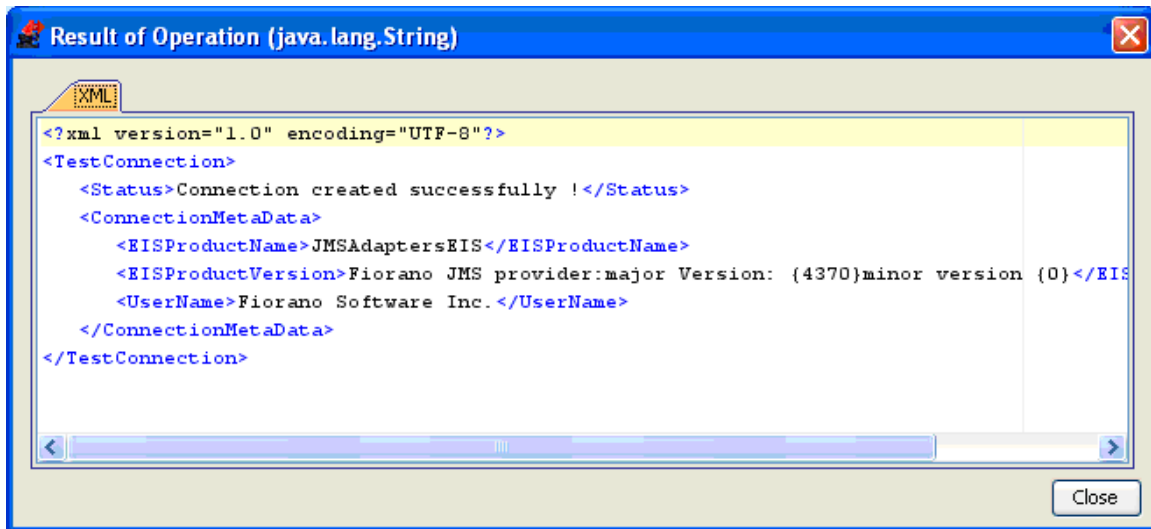 Result of Operation (java.lang.String)
XML
<?xml version="1.0" encoding="UTF-8"?>
<TestConnection>
<Status>Connection created successfully !</Status>
<ConnectionMetaData>
<EISProductName>JMSAdaptersEIS</EISProductName>
<EISProductVersion>Fiorano JMS provider:major Version: {4370}minor version {0}</EIS
<UserName>Fiorano Software Inc.</UserName>
</ConnectionMetaData>
</TestConnection>
Close